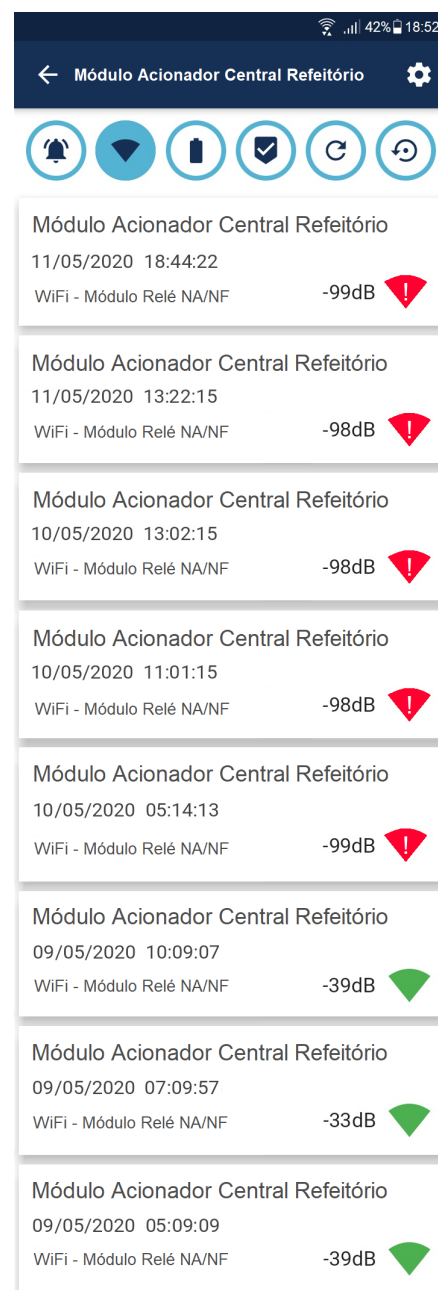 42% 18:52
Módulo Acionador Central Refeitório
Módulo Acionador Central Refeitório
11/05/2020 18:44:22
WiFi - Módulo Relé NA/NF -99dB !
Módulo Acionador Central Refeitório
11/05/2020 13:22:15
WiFi - Módulo Relé NA/NF -98dB !
Módulo Acionador Central Refeitório
10/05/2020 13:02:15
WiFi - Módulo Relé NA/NF -98dB !
Módulo Acionador Central Refeitório
10/05/2020 11:01:15
WiFi - Módulo Relé NA/NF -98dB !
Módulo Acionador Central Refeitório
10/05/2020 05:14:13
WiFi - Módulo Relé NA/NF -99dB !
Módulo Acionador Central Refeitório
09/05/2020 10:09:07
WiFi - Módulo Relé NA/NF -39dB
Módulo Acionador Central Refeitório
09/05/2020 07:09:57
WiFi - Módulo Relé NA/NF -33dB
Módulo Acionador Central Refeitório
09/05/2020 05:09:09
WiFi - Módulo Relé NA/NF -39dB